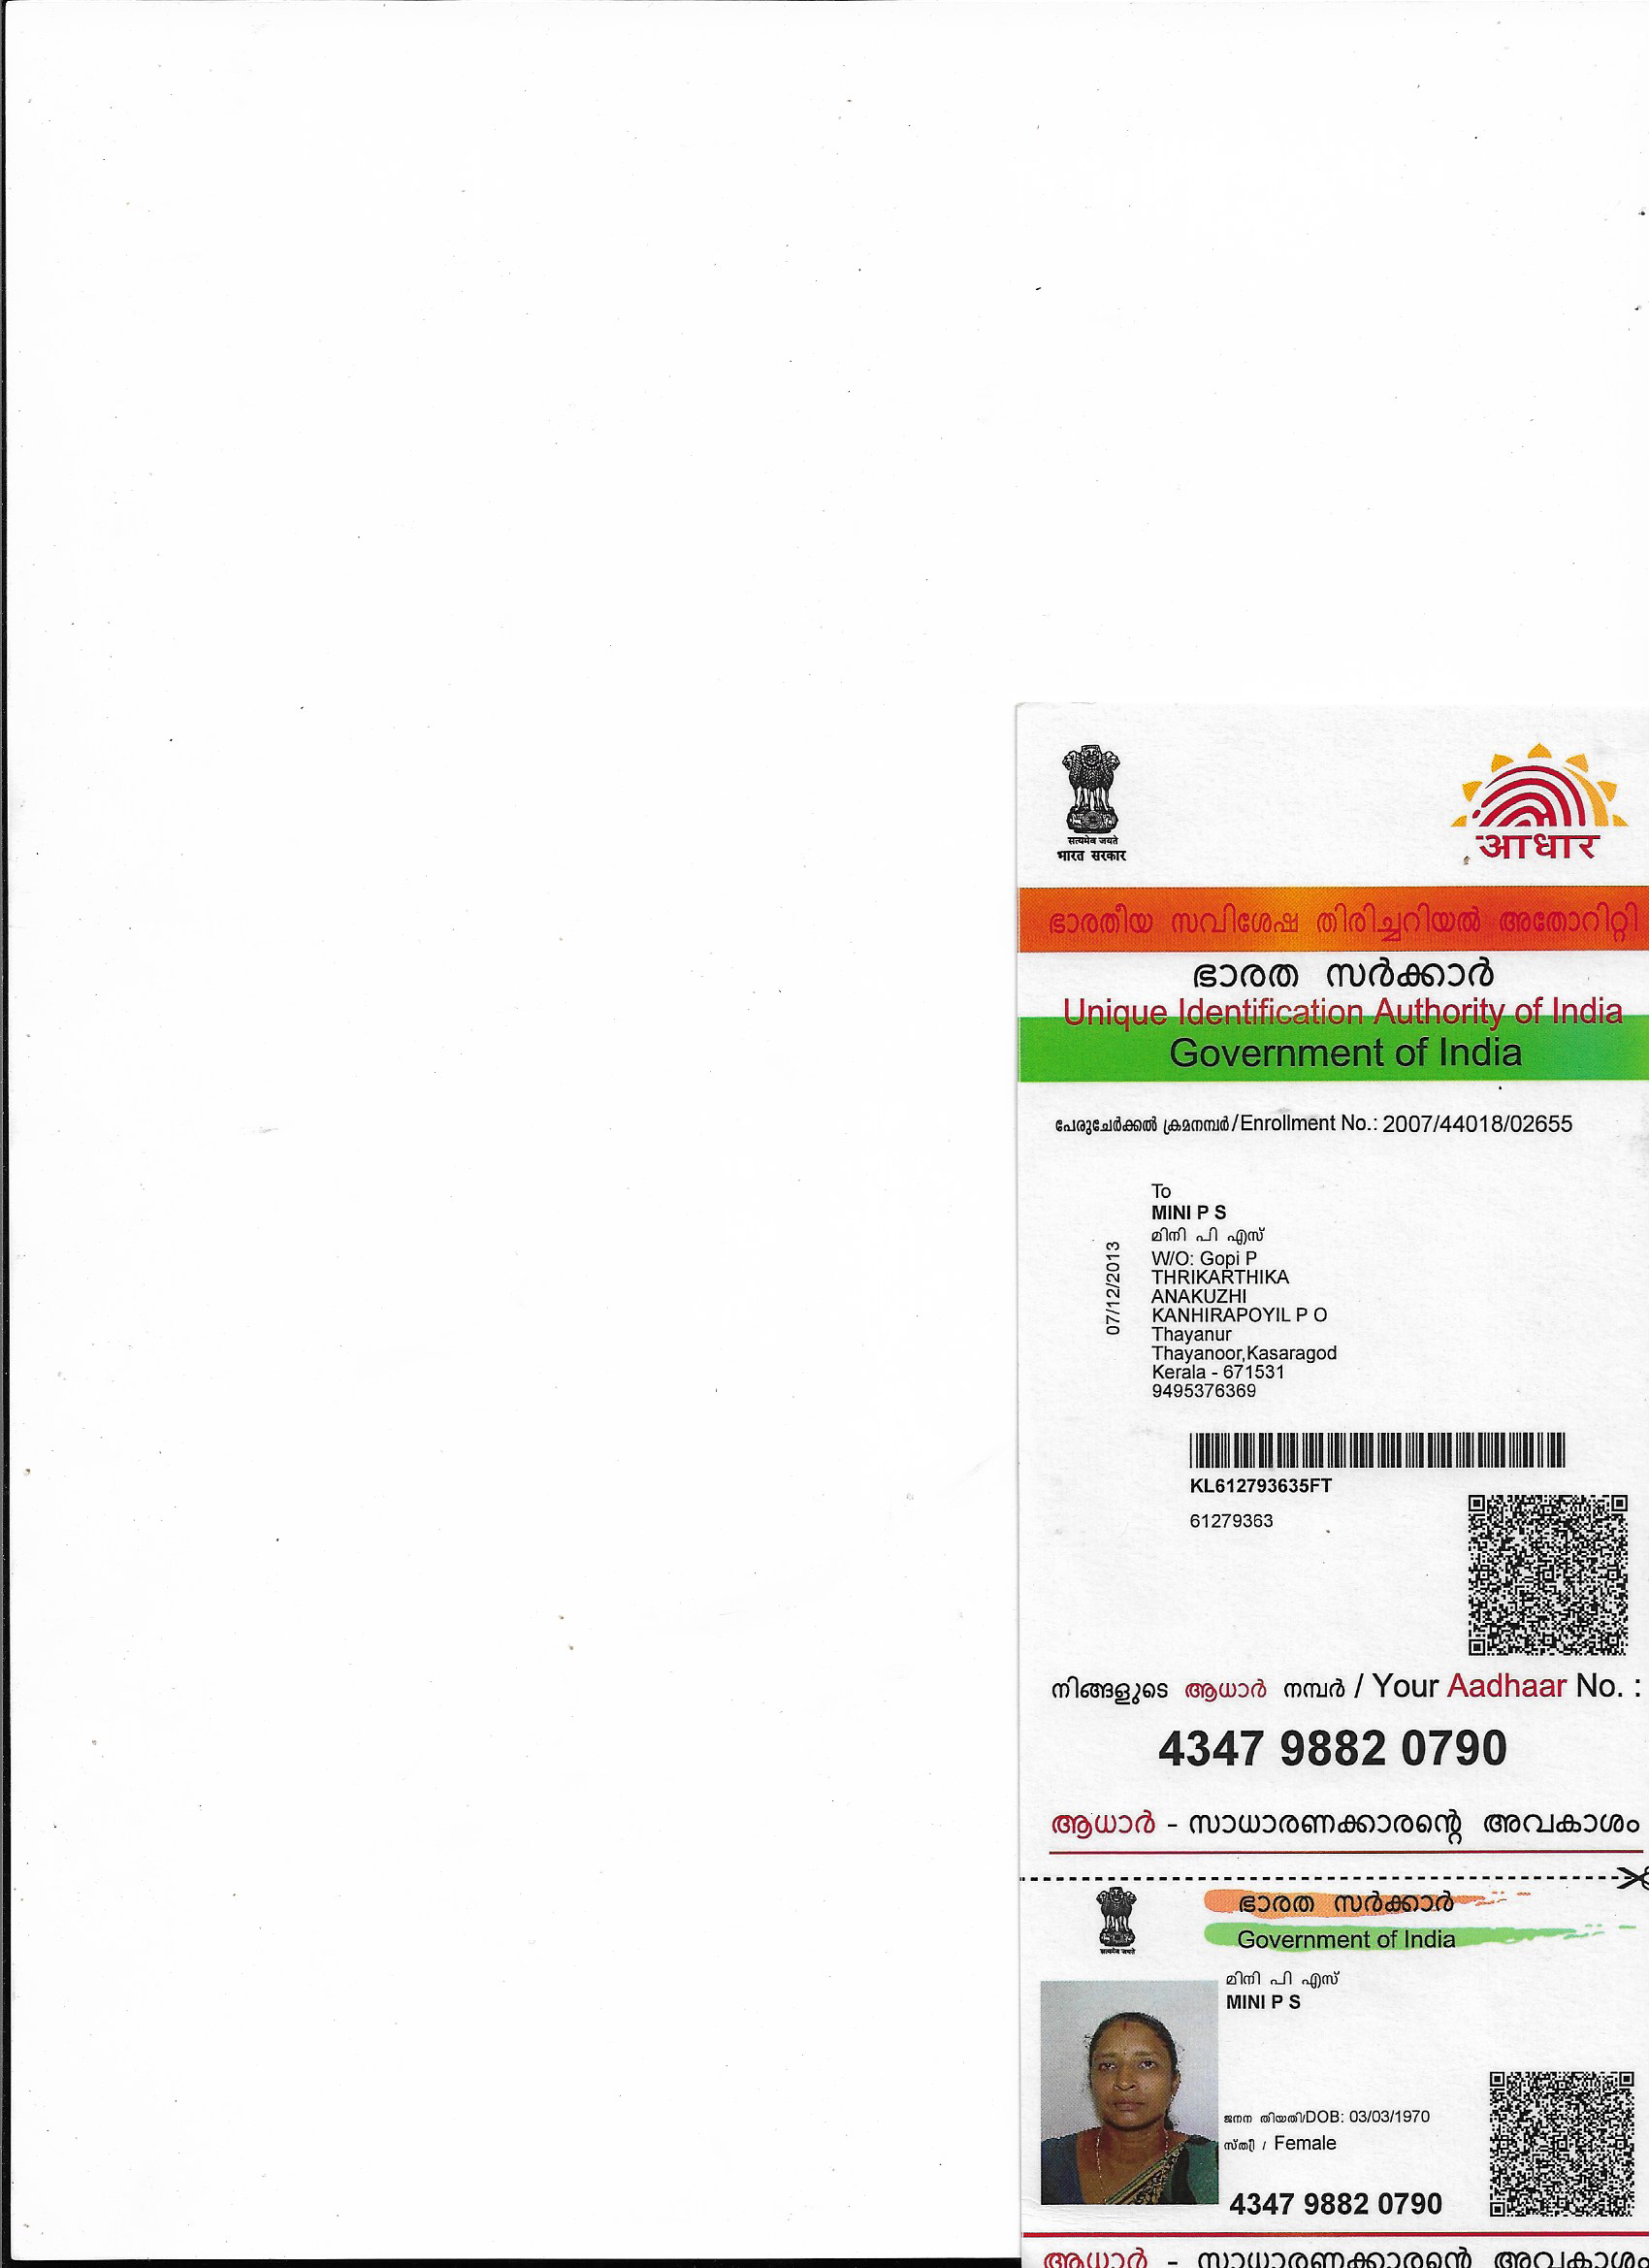 सत्यमेव जयते
भारत सरकार
आधार
ഭാരതീയ സവിശേഷ തിരിച്ചറിയൽ അതോറിറ്റി
ഭാരത സർക്കാർ
Unique Identification Authority of India
Government of India
പേരുചേർക്കൽ ക്രമനമ്പർ/Enrollment No.: 2007/44018/02655
To
MINI P S
മിനി പി എസ്
W/O: Gopi P
THRIKARTHIKA
ANAKUZHI
KANHIRAPOYIL P O
Thayanur
Thayanoor,Kasaragod
Kerala - 671531
9495376369
07/12/2013
KL612793635FT
61279363
നിങ്ങളുടെ ആധാർ നമ്പർ / Your Aadhaar No. :
4347 9882 0790
ആധാർ - സാധാരണക്കാരന്റെ അവകാശം
सत्यमेव जयते
ഭാരത സർക്കാർ
Government of India
മിനി പി എസ്
MINI P S
ജനന തിയതി/DOB: 03/03/1970
സ്ത്രീ / Female
4347 9882 0790
ആധാർ - സാധാരണക്കാരന്റെ അവകാശം